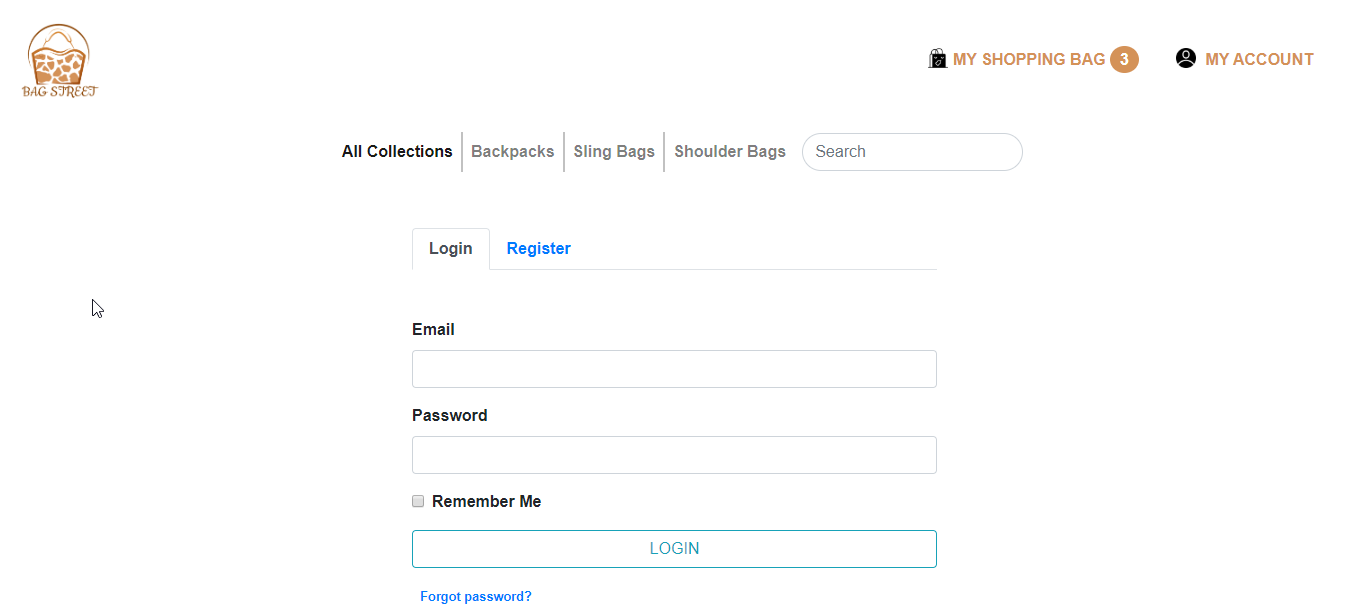 BAG STREET
MY SHOPPING BAG 3
MY ACCOUNT
All Collections
Backpacks
Sling Bags
Shoulder Bags
Search
Login
Register
Email
Password
Remember Me
LOGIN
Forgot password?